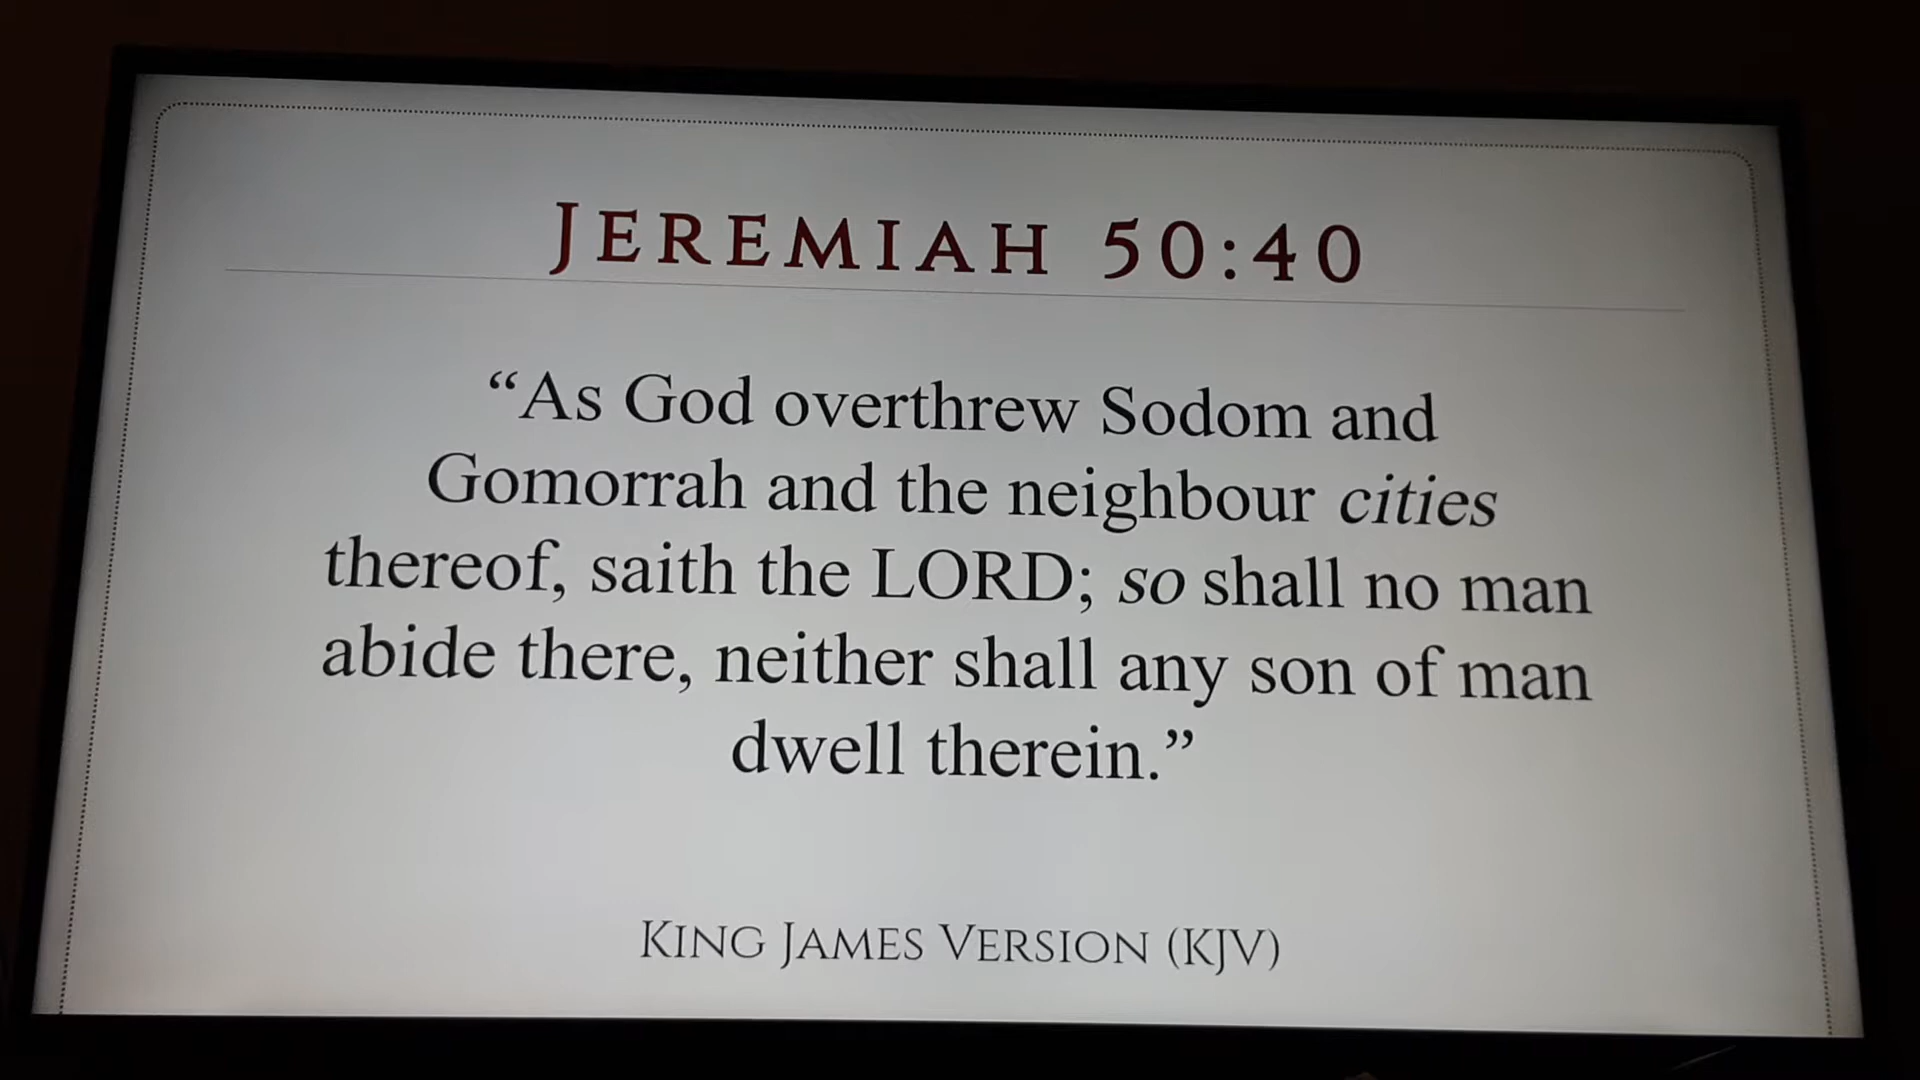 JEREMIAH 50:40
“As God overthrew Sodom and
Gomorrah and the neighbour cities
thereof, saith the LORD; so shall no man
abide there, neither shall any son of man
dwell therein.”
KING JAMES VERSION (KJV)